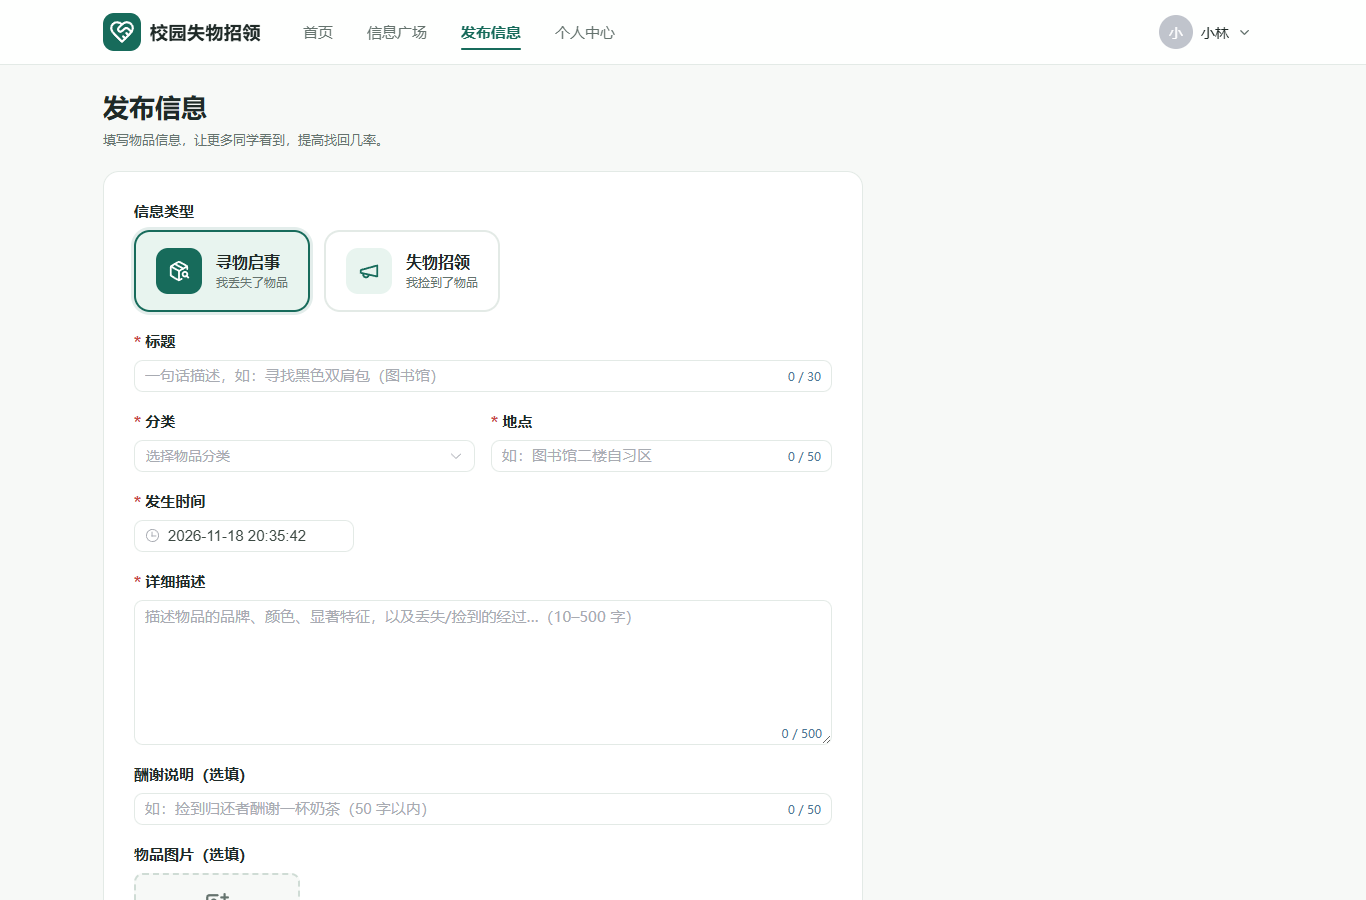 校园失物招领 首页 信息广场 发布信息 个人中心 小 小林
发布信息
填写物品信息，让更多同学看到，提高找回几率。
信息类型
寻物启事
我丢失了物品
失物招领
我捡到了物品
* 标题
一句话描述，如：寻找黑色双肩包（图书馆） 0 / 30
* 分类 * 地点
选择物品分类 如：图书馆二楼自习区 0 / 50
* 发生时间
2026-11-18 20:35:42
* 详细描述
描述物品的品牌、颜色、显著特征，以及丢失/捡到的经过...（10–500 字）
0 / 500
酬谢说明（选填）
如：捡到归还者酬谢一杯奶茶（50 字以内） 0 / 50
物品图片（选填）